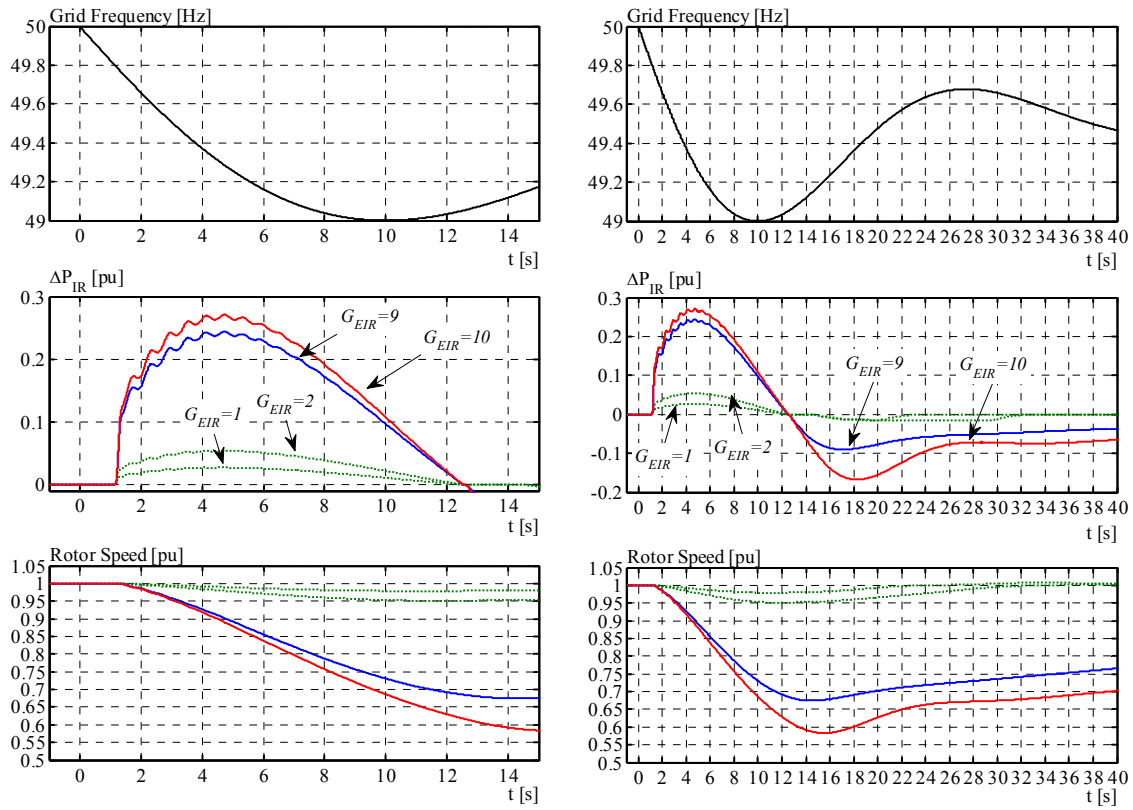 Grid Frequency [Hz]
50
49.8
49.6
49.4
49.2
49
0 2 4 6 8 10 12 14
t [s]
ΔP_IR [pu]
0.3
0.2
0.1
0
G_EIR=9
G_EIR=10
G_EIR=1
G_EIR=2
0 2 4 6 8 10 12 14
t [s]
Rotor Speed [pu]
1.05
1
0.95
0.9
0.85
0.8
0.75
0.7
0.65
0.6
0.55
0.5
0 2 4 6 8 10 12 14
t [s]
Grid Frequency [Hz]
50
49.8
49.6
49.4
49.2
49
0 2 4 6 8 10 12 14 16 18 20 22 24 26 28 30 32 34 36 38 40
t [s]
ΔP_IR [pu]
0.3
0.2
0.1
0
-0.1
-0.2
G_EIR=9
G_EIR=10
G_EIR=1
G_EIR=2
0 2 4 6 8 10 12 14 16 18 20 22 24 26 28 30 32 34 36 38 40
t [s]
Rotor Speed [pu]
1.05
1
0.95
0.9
0.85
0.8
0.75
0.7
0.65
0.6
0.55
0.5
0 2 4 6 8 10 12 14 16 18 20 22 24 26 28 30 32 34 36 38 40
t [s]